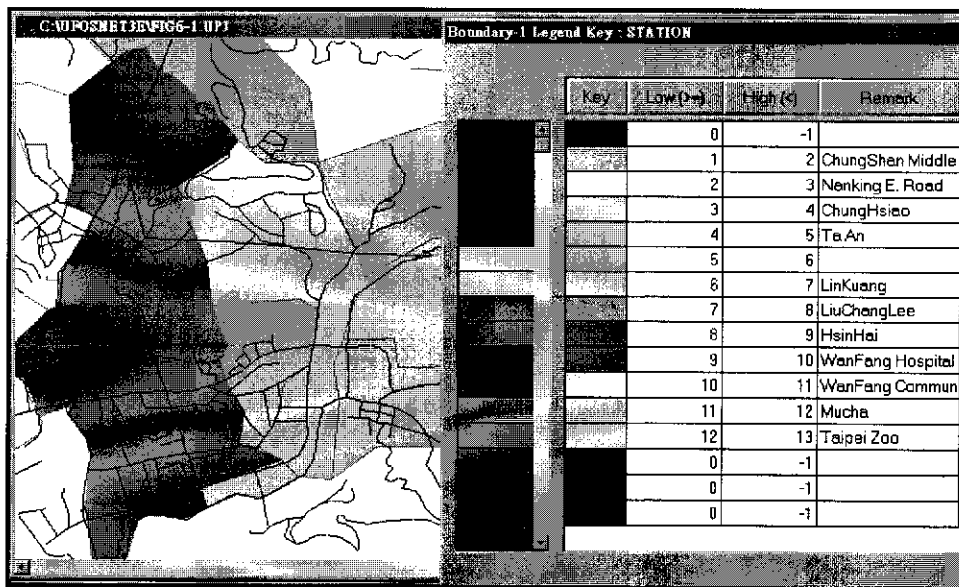 C:\UFOSNET3E\FIG6-1.UPJ
Boundary-1 Legend Key : STATION
Key Low (>=) High (<) Remark
0 -1
1 2 ChungShan Middle
2 3 Nanking E. Road
3 4 ChungHsiao
4 5 Ta.An
5 6
6 7 LinKuang
7 8 LiuChangLee
8 9 HsinHai
9 10 WanFang Hospital
10 11 WanFang Commun
11 12 Mucha
12 13 Taipei Zoo
0 -1
0 -1
0 -1